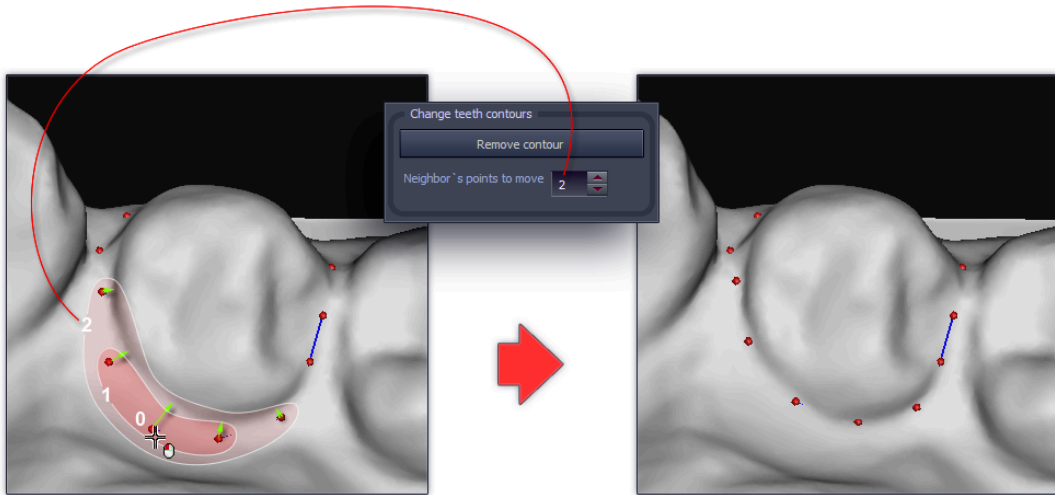 Change teeth contours
Remove contour
Neighbor`s points to move 2
2
1
0